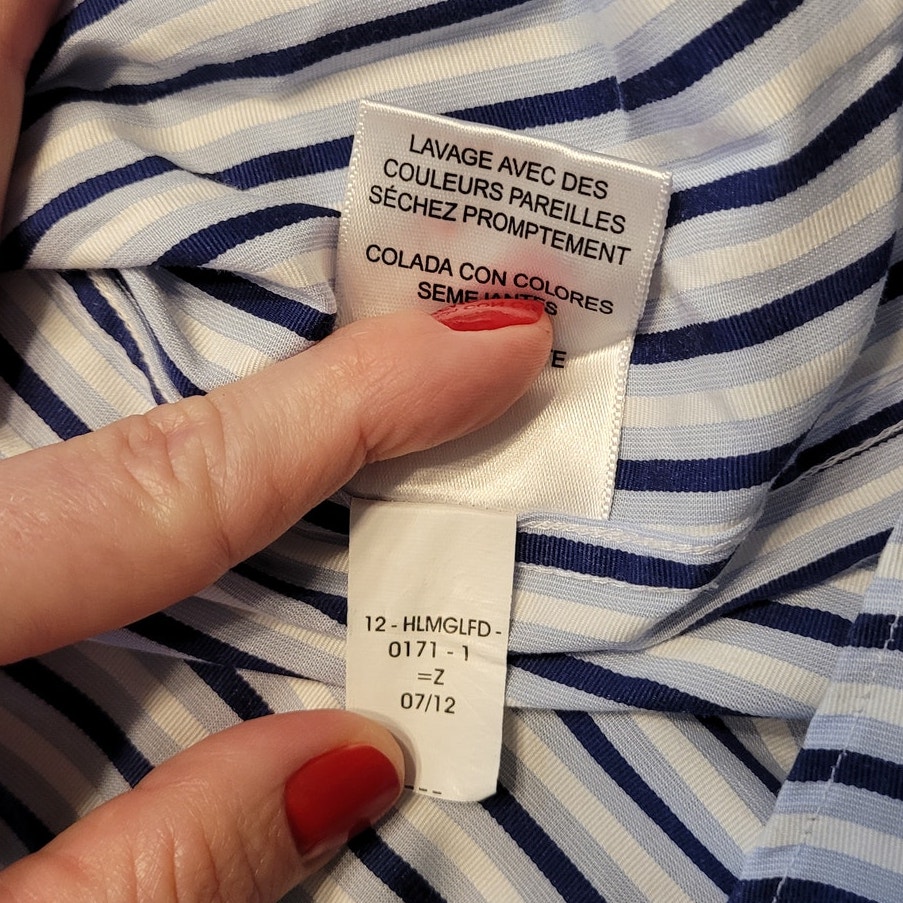 LAVAGE AVEC DES
COULEURS PAREILLES
SÉCHEZ PROMPTEMENT
COLADA CON COLORES
12 - HLMGLFD -
0171 - 1
=Z
07/12